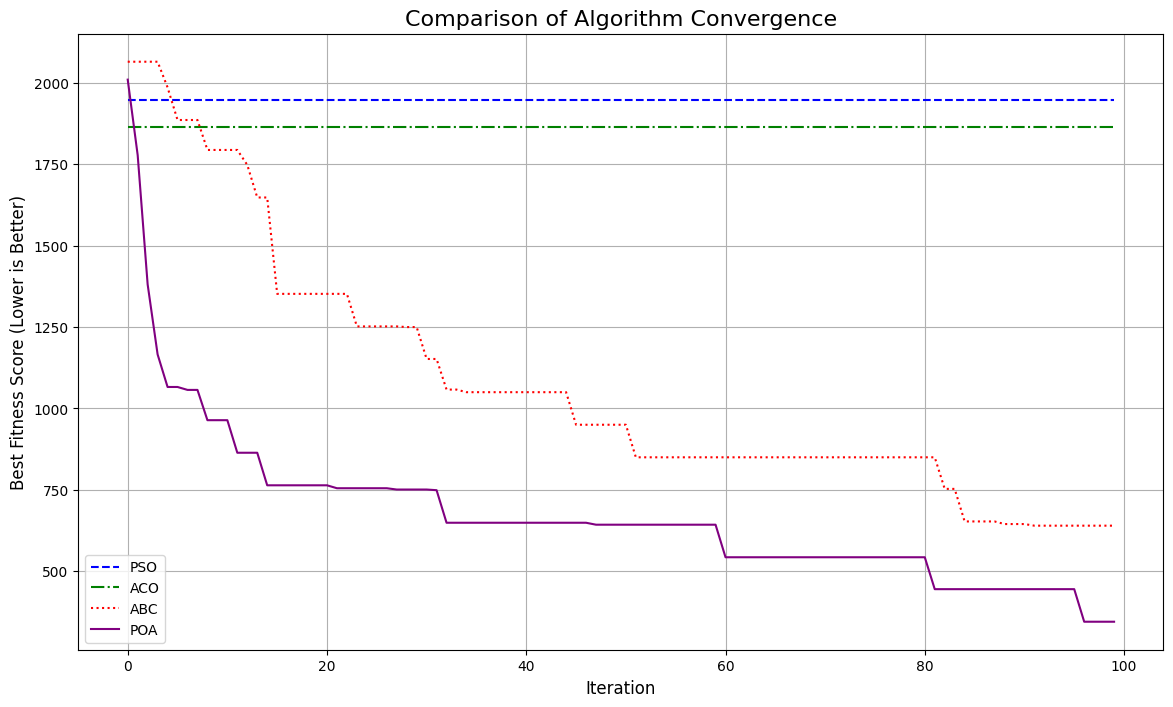 Comparison of Algorithm Convergence
Best Fitness Score (Lower is Better)
2000
1750
1500
1250
1000
750
500
PSO
ACO
ABC
POA
0
20
40
60
80
100
Iteration